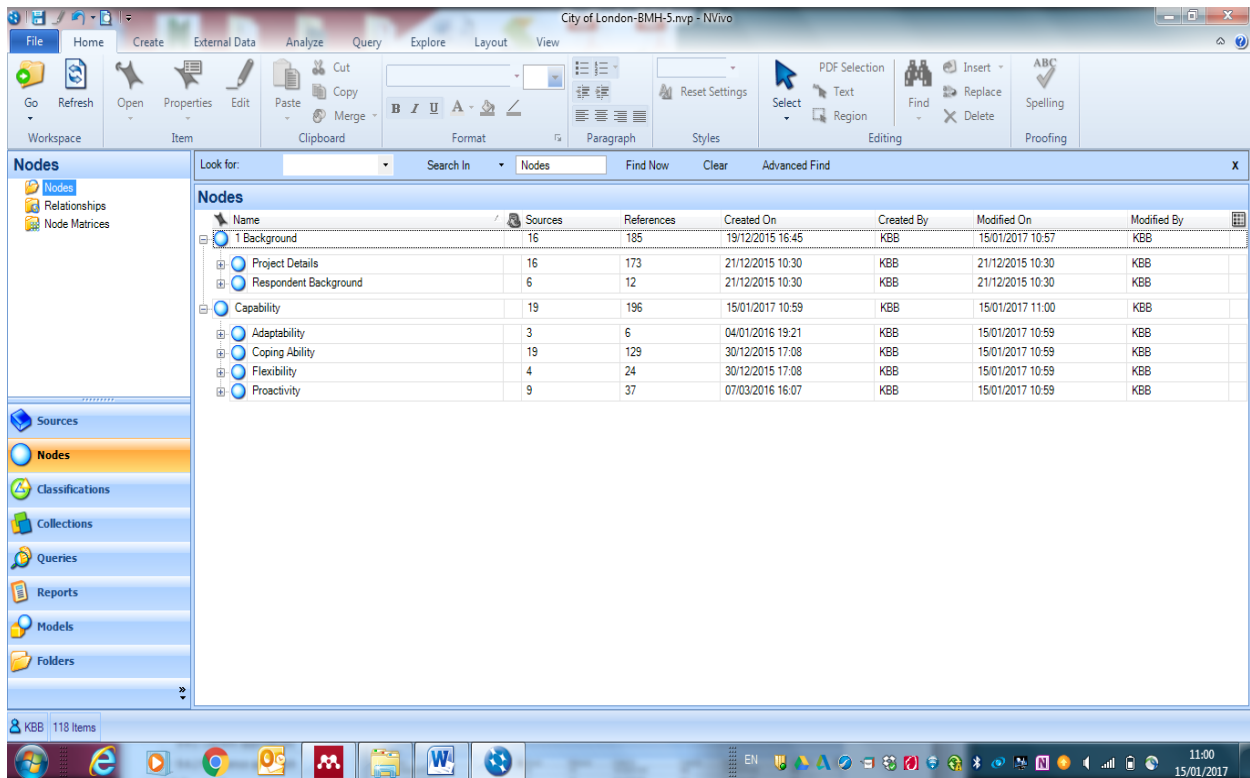 City of London-BMH-5.nvp - NVivo
File Home Create External Data Analyze Query Explore Layout View
Go Refresh Open Properties Edit Paste Cut Copy Merge
B I U A
Reset Settings
Select PDF Selection Text Region Find Insert Replace Delete
ABC
Spelling
Workspace Item Clipboard Format Paragraph Styles Editing Proofing
Nodes
Nodes
Relationships
Node Matrices
Look for: Search In Nodes Find Now Clear Advanced Find x
Nodes
Name Sources References Created On Created By Modified On Modified By
1 Background 16 185 19/12/2015 16:45 KBB 15/01/2017 10:57 KBB
Project Details 16 173 21/12/2015 10:30 KBB 21/12/2015 10:30 KBB
Respondent Background 6 12 21/12/2015 10:30 KBB 21/12/2015 10:30 KBB
Capability 19 196 15/01/2017 10:59 KBB 15/01/2017 11:00 KBB
Adaptability 3 6 04/01/2016 19:21 KBB 15/01/2017 10:59 KBB
Coping Ability 19 129 30/12/2015 17:08 KBB 15/01/2017 10:59 KBB
Flexibility 4 24 30/12/2015 17:08 KBB 15/01/2017 10:59 KBB
Proactivity 9 37 07/03/2016 16:07 KBB 15/01/2017 10:59 KBB
Sources
Nodes
Classifications
Collections
Queries
Reports
Models
Folders
KBB 118 Items
EN
11:00
15/01/2017